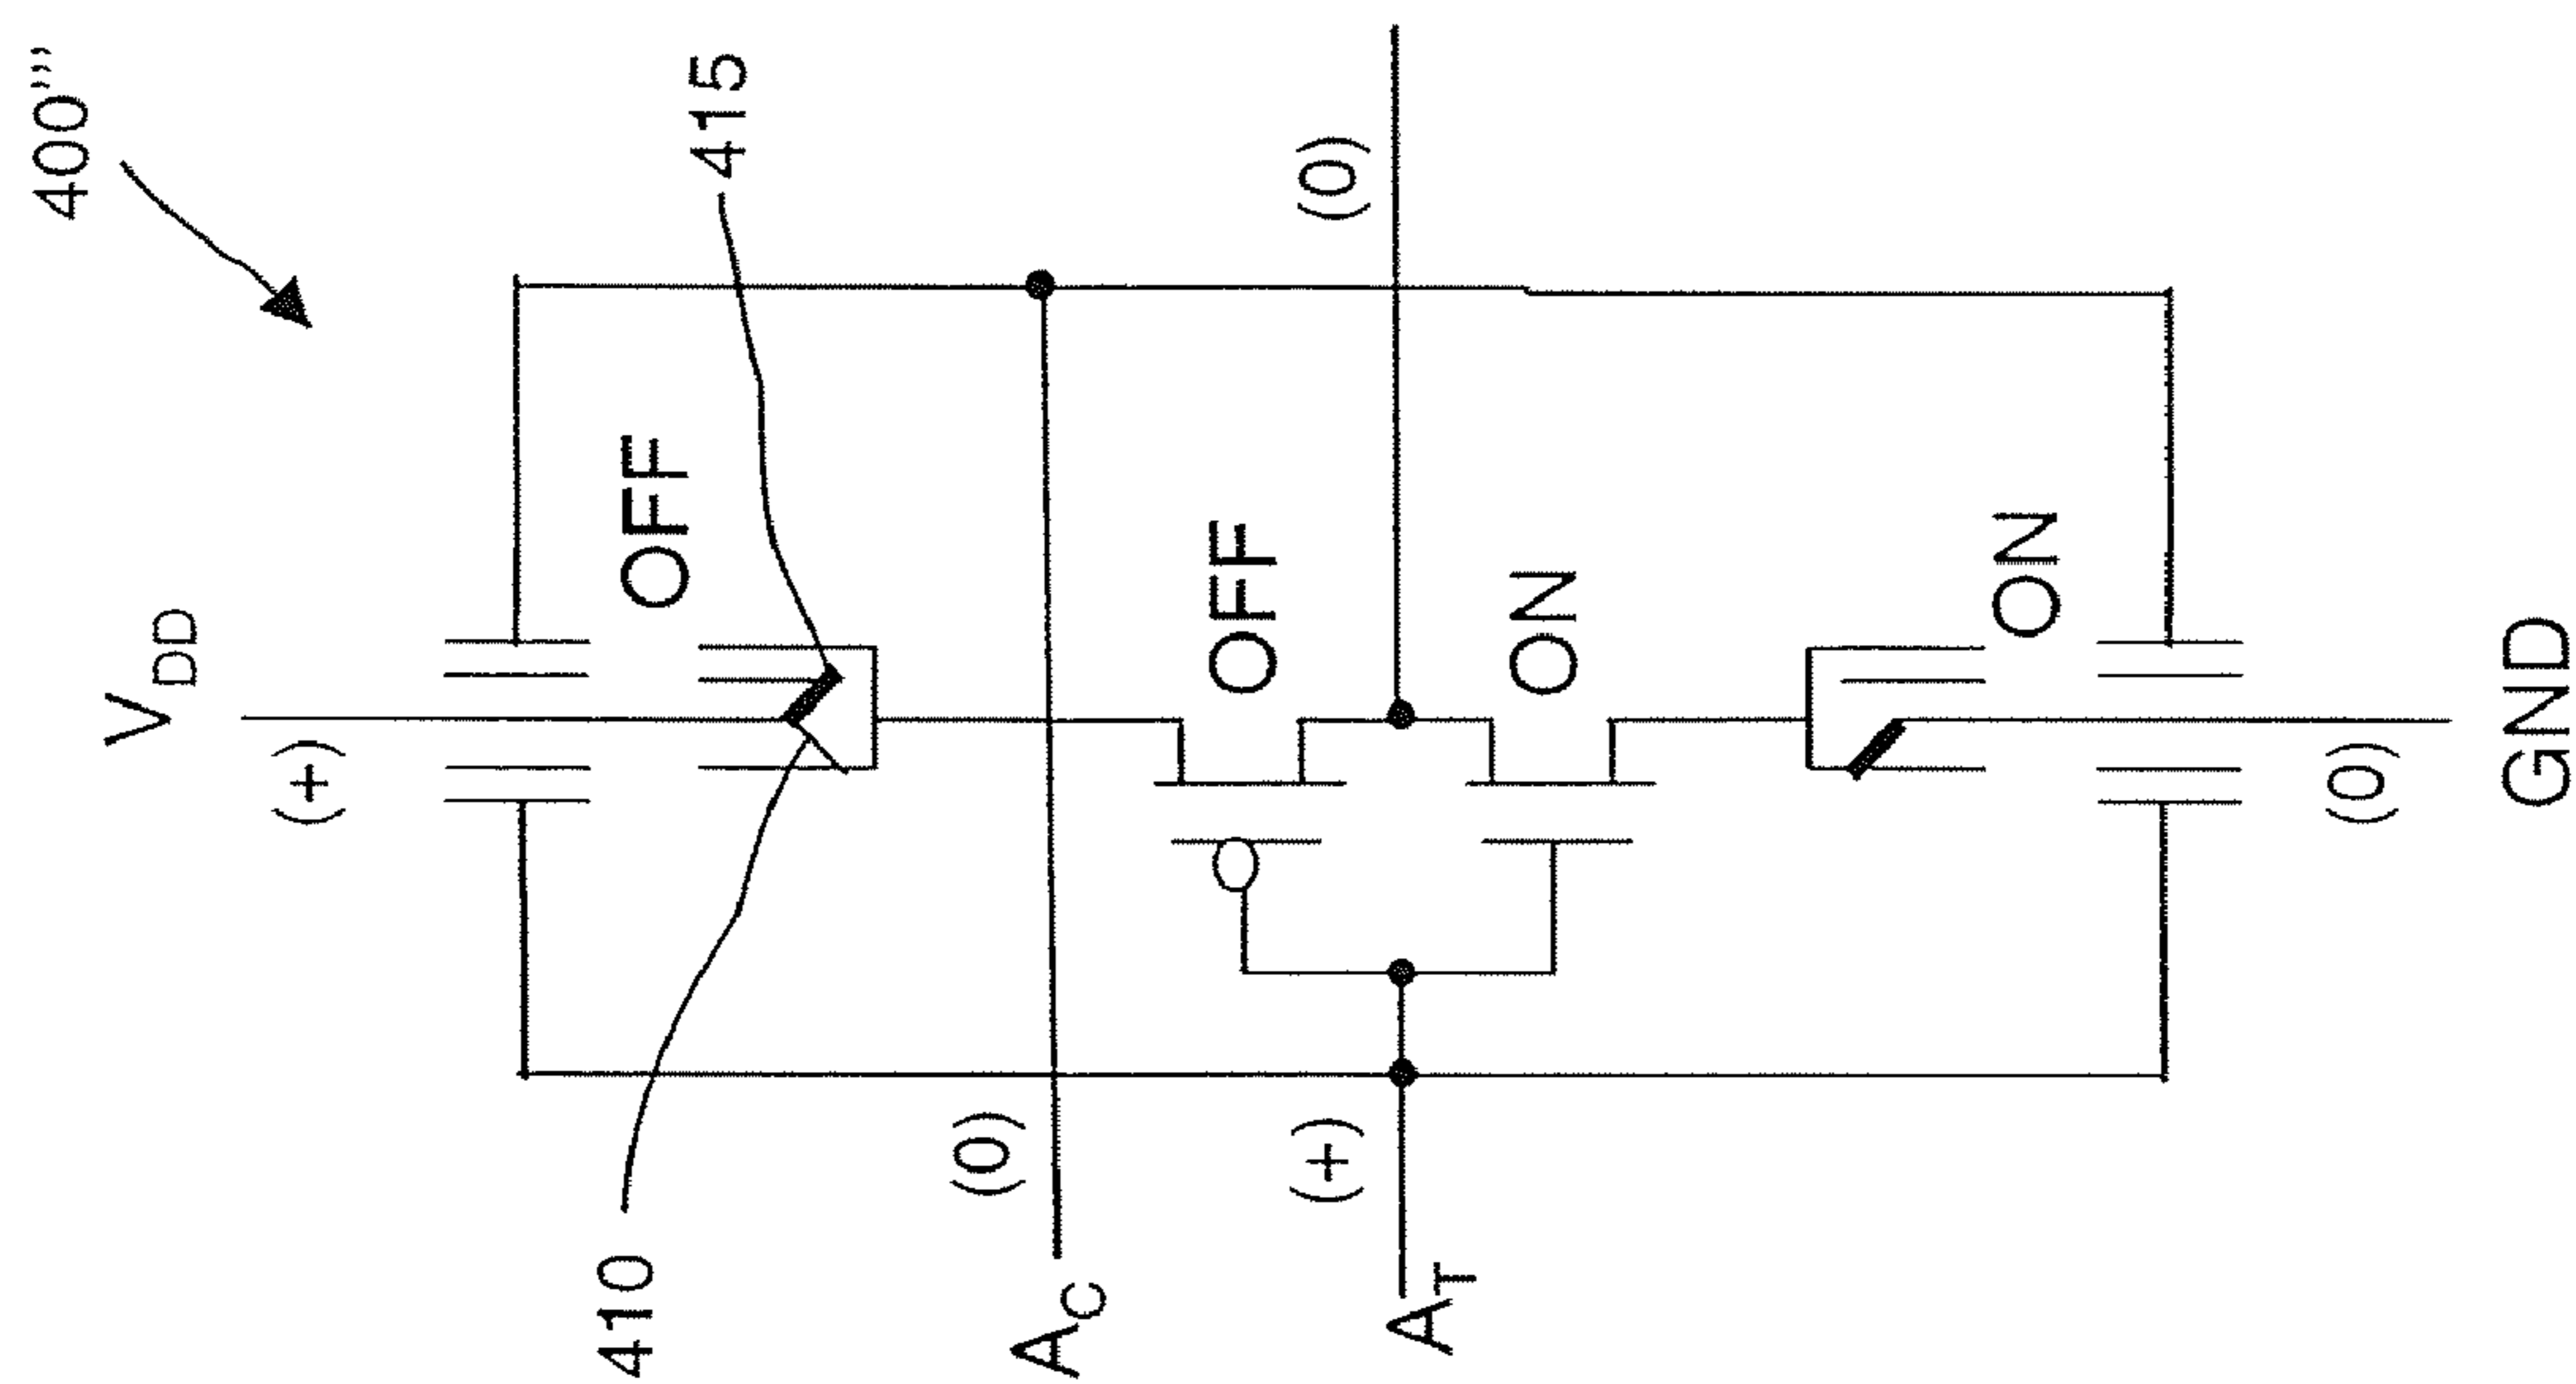 400'''
V_DD
(+)
415
OFF
410
(0)
A_C
OFF
(0)
(+)
A_T
ON
ON
(0)
GND